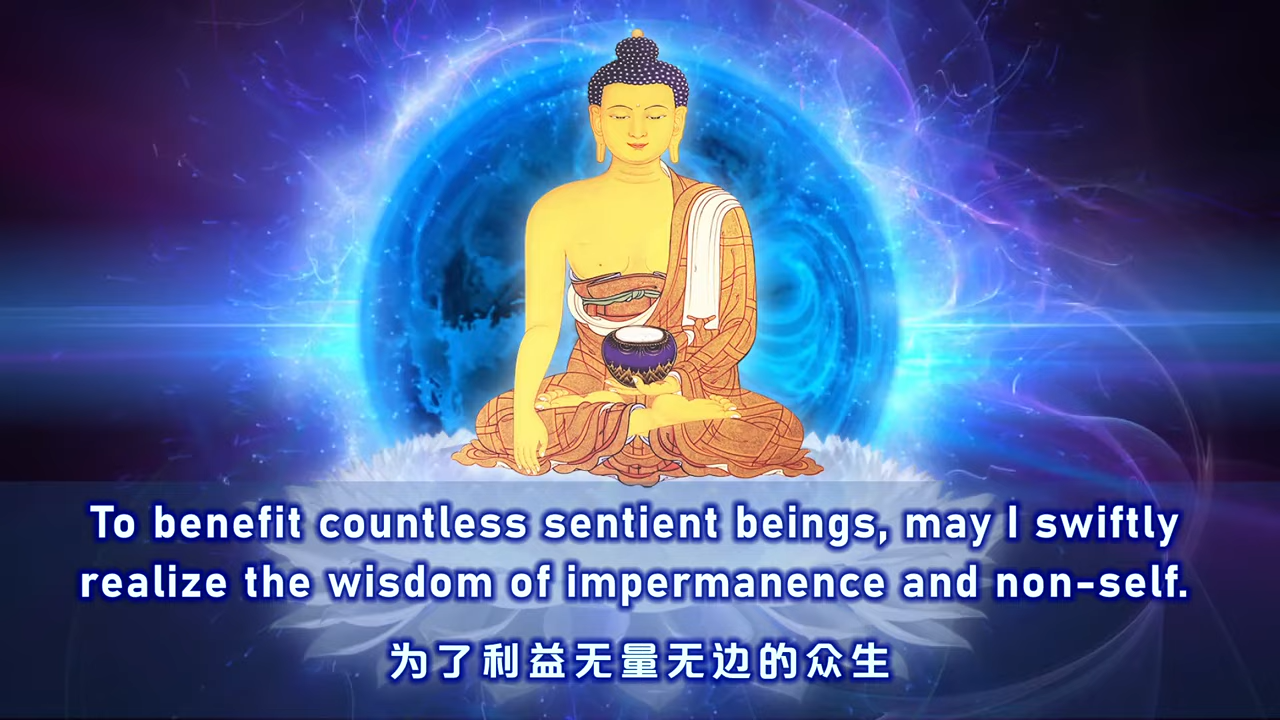 To benefit countless sentient beings, may I swiftly
realize the wisdom of impermanence and non-self.
为了利益无量无边的众生